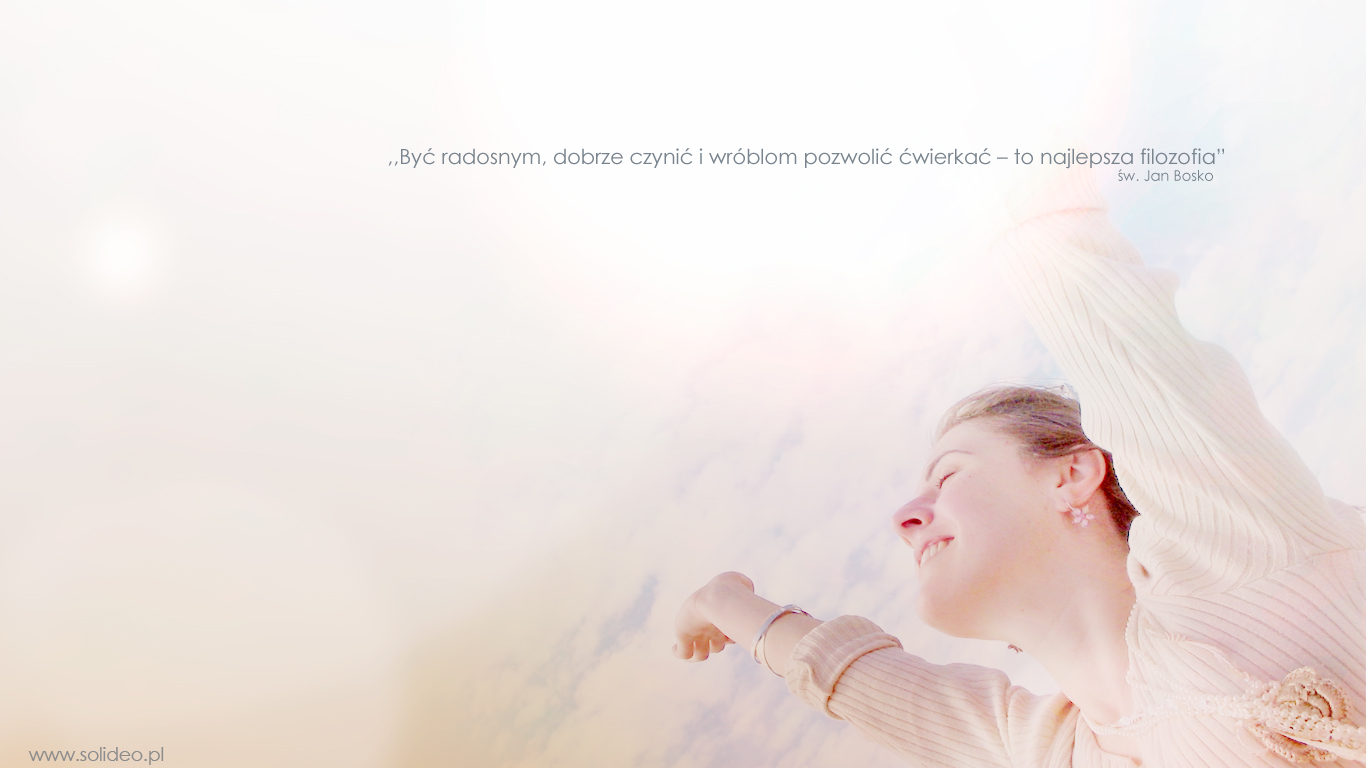 ,,Być radosnym, dobrze czynić i wróblom pozwolić ćwierkać – to najlepsza filozofia”
św. Jan Bosko
www.solideo.pl